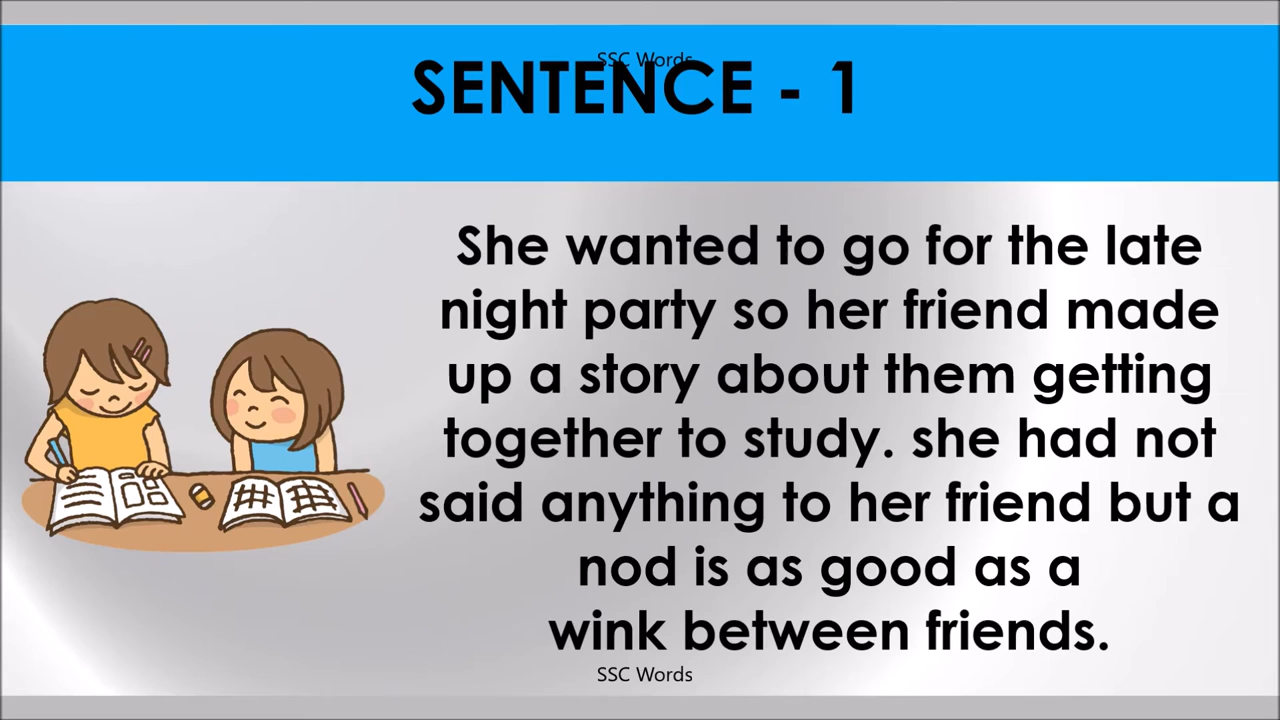 SSC Words
SENTENCE - 1
She wanted to go for the late
night party so her friend made
up a story about them getting
together to study. she had not
said anything to her friend but a
nod is as good as a
wink between friends.
SSC Words